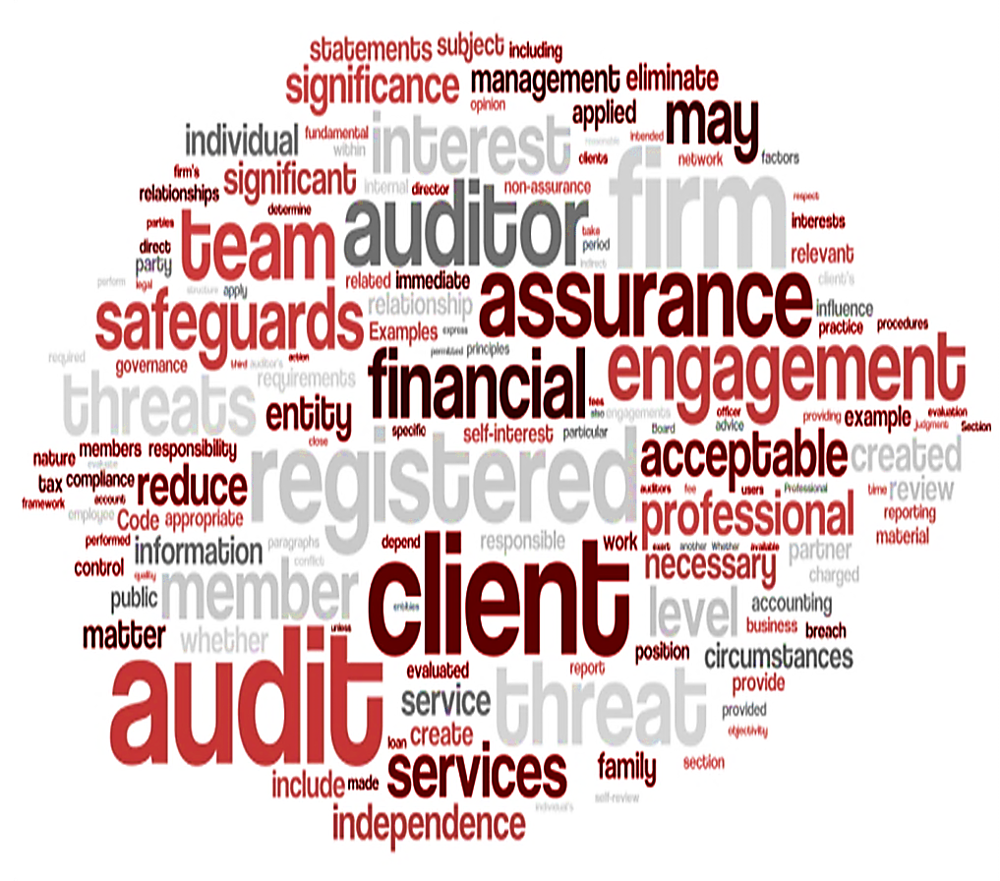 statements subject including
significance management eliminate
opinion applied may
individual fundamental interest intended
within reasonable clients network factors
firm's significant internal director non-assurance firm
relationships determine auditor respect
parties team take interests
direct period relevant
party indirect
perform legal structure apply related immediate assurance client's
safeguards relationship influence
Examples express practice procedures
permitted principles
required governance third auditor's action financial engagement
threats requirements
entity fees also engagements officer providing example evaluation
close specific self-interest particular Board advice judgment Section
nature members responsibility registered acceptable created
evaluate
tax compliance reduce auditors fee users Professional time review
framework account
employee Code appropriate professional reporting
performed information paragraphs depend responsible work exert another Whether available partner material
control quality conflict necessary charged
public member client level accounting
entities
matter whether unless business breach
audit evaluated report position circumstances
service threat provide
provided
loan create objectivity
services family section
include made
independence individual's self-review